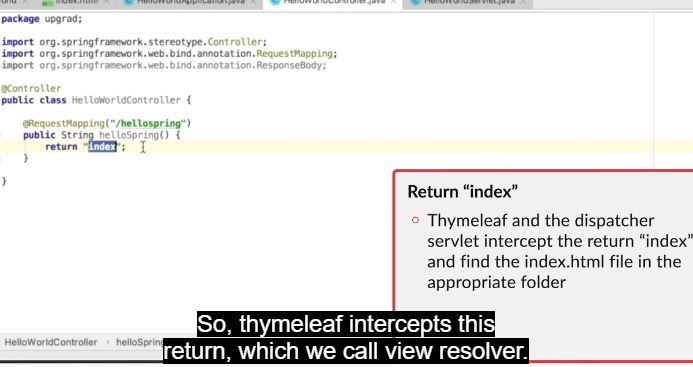 index.html
HelloWorldApplication.java
HelloWorldController.java
HelloWorldServlet.java
package upgrad;
import org.springframework.stereotype.Controller;
import org.springframework.web.bind.annotation.RequestMapping;
import org.springframework.web.bind.annotation.ResponseBody;
@Controller
public class HelloWorldController {
@RequestMapping("/hellospring")
public String helloSpring() {
return "index";
}
}
Return “index”
Thymeleaf and the dispatcher
servlet intercept the return “index”
and find the index.html file in the
appropriate folder
So, thymeleaf intercepts this
return, which we call view resolver.
HelloWorldController › helloSpring